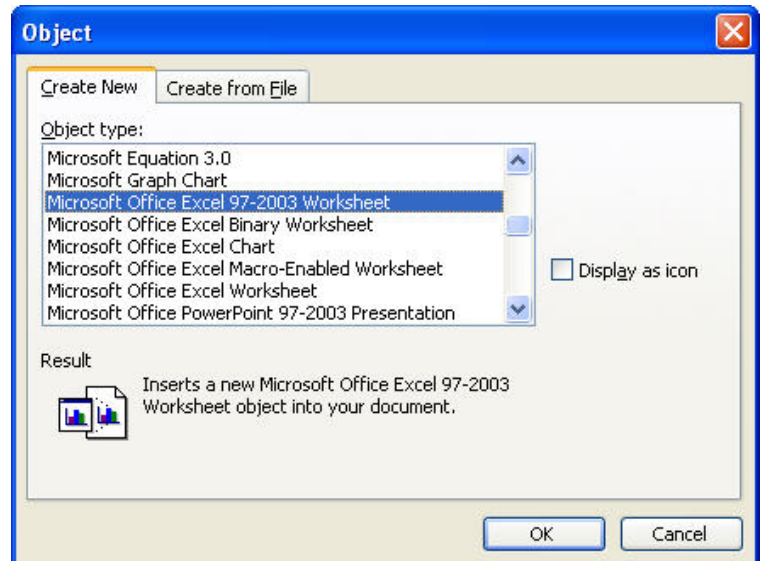 Object
Create New
Create from File
Object type:
Microsoft Equation 3.0
Microsoft Graph Chart
Microsoft Office Excel 97-2003 Worksheet
Microsoft Office Excel Binary Worksheet
Microsoft Office Excel Chart
Microsoft Office Excel Macro-Enabled Worksheet
Microsoft Office Excel Worksheet
Microsoft Office PowerPoint 97-2003 Presentation
Display as icon
Result
Inserts a new Microsoft Office Excel 97-2003
Worksheet object into your document.
OK
Cancel